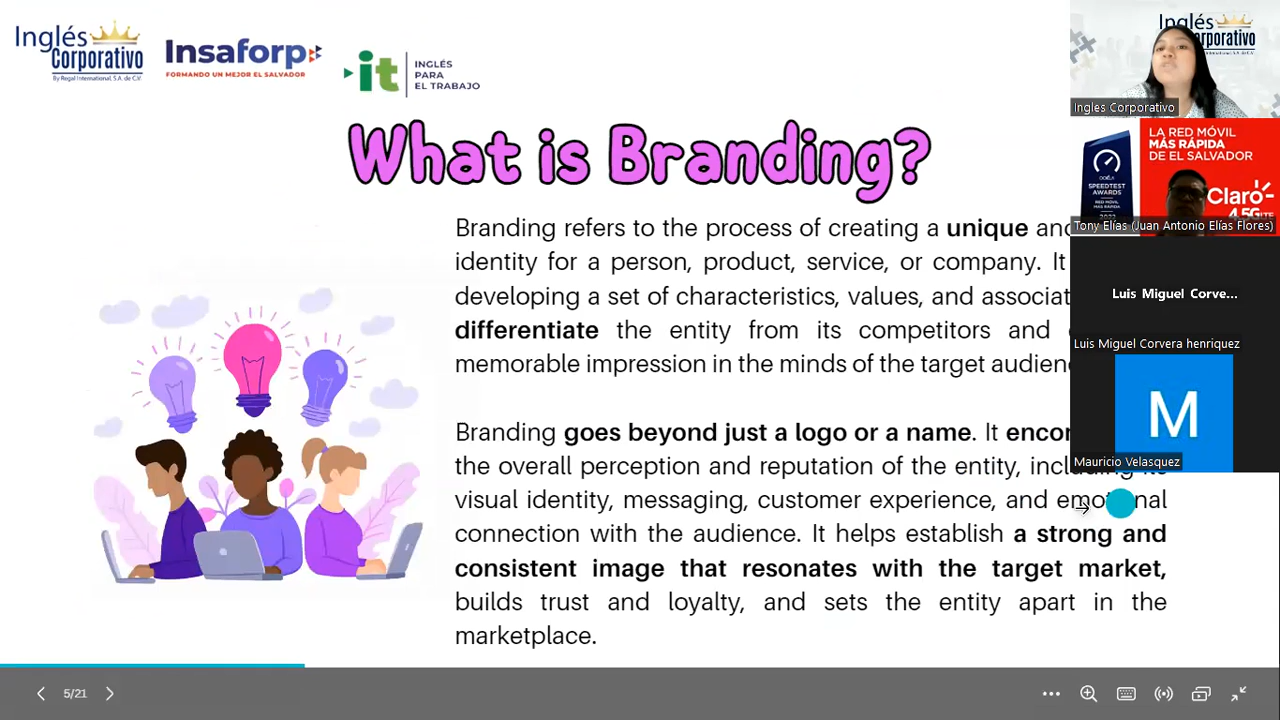 Inglés
Corporativo
By Regal International, S.A. de C.V.
Insaforp
FORMANDO UN MEJOR EL SALVADOR
it
INGLÉS
PARA
EL TRABAJO
What is Branding?
Branding refers to the process of creating a unique and
identity for a person, product, service, or company. It
developing a set of characteristics, values, and
differentiate the entity from its competitors and
memorable impression in the minds of the target
Branding goes beyond just a logo or a name. It
the overall perception and reputation of the entity, including its
visual identity, messaging, customer experience, and emotional
connection with the audience. It helps establish a strong and
consistent image that resonates with the target market,
builds trust and loyalty, and sets the entity apart in the
marketplace.
Inglés
Corporativo
Ingles Corporativo
LA RED MÓVIL
MÁS RÁPIDA
DE EL SALVADOR
SPEEDTEST
AWARDS
Claro
4.5G LTE
Tony Elías (Juan Antonio Elías Flores)
Luis Miguel Corve...
Luis Miguel Corvera henriquez
M
Mauricio Velasquez
5/21